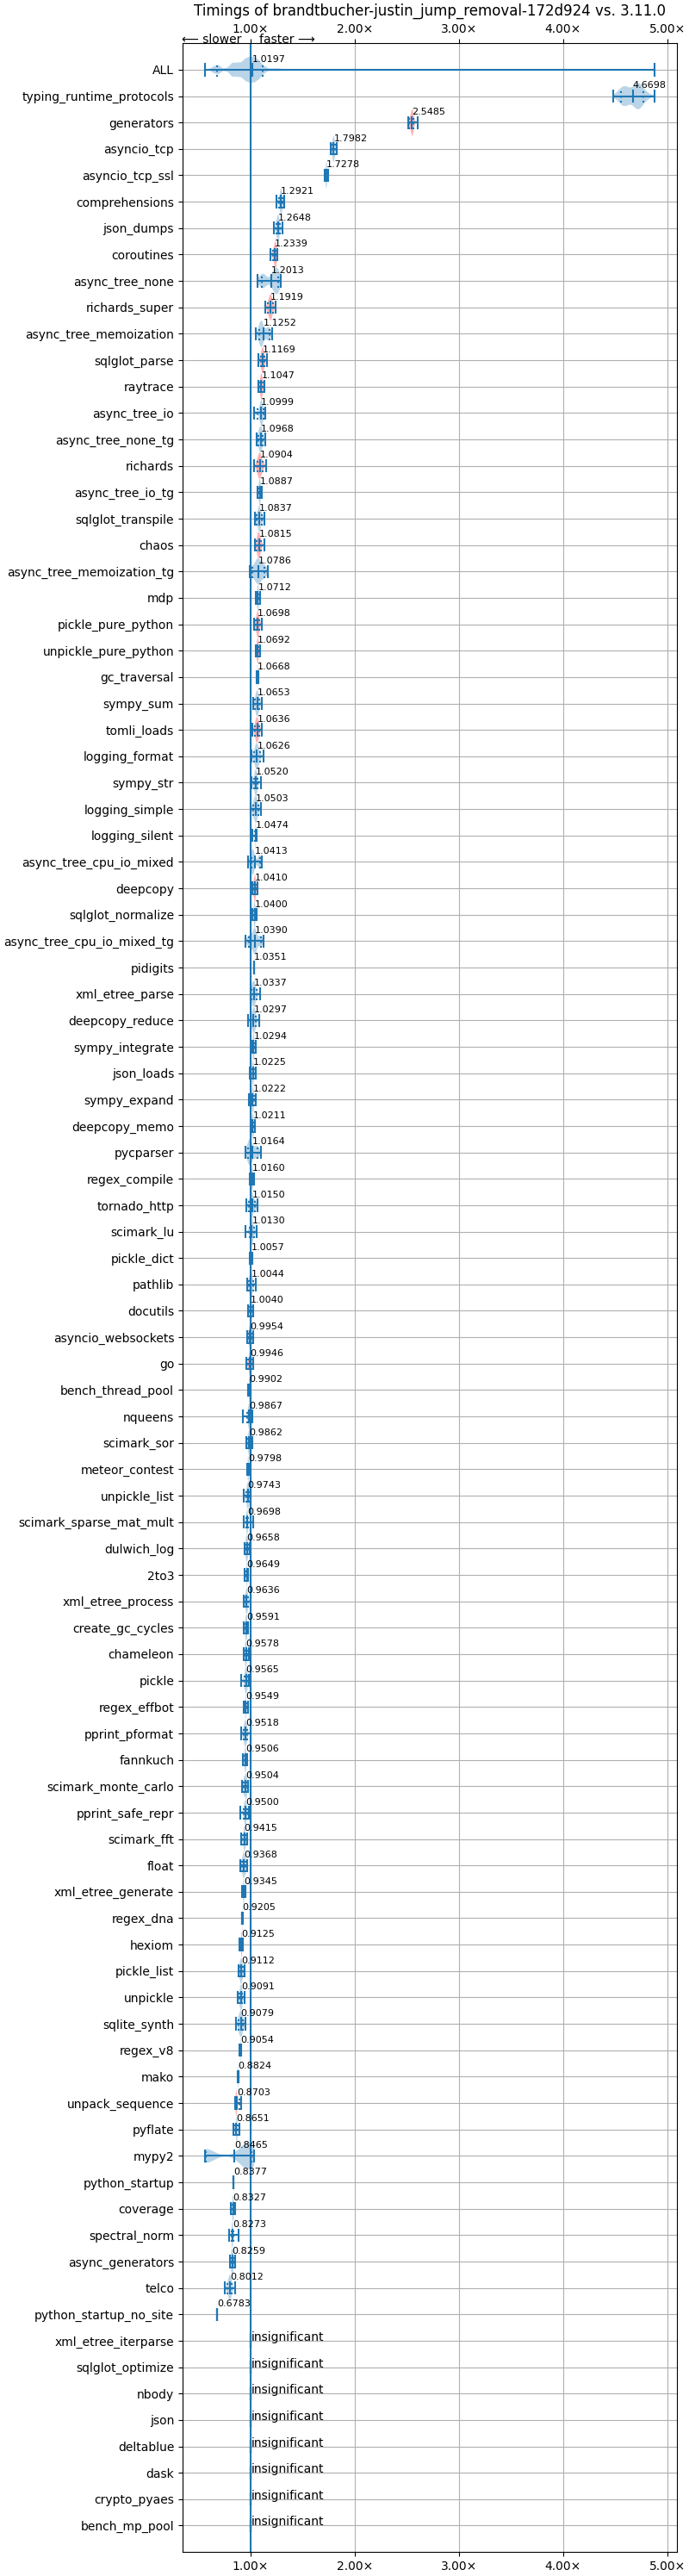 Timings of brandtbucher-justin_jump_removal-172d924 vs. 3.11.0
1.00× 2.00× 3.00× 4.00× 5.00×
⟵ slower faster ⟶
ALL 1.0197
typing_runtime_protocols 4.6698
generators 2.5485
asyncio_tcp 1.7982
asyncio_tcp_ssl 1.7278
comprehensions 1.2921
json_dumps 1.2648
coroutines 1.2339
async_tree_none 1.2013
richards_super 1.1919
async_tree_memoization 1.1252
sqlglot_parse 1.1169
raytrace 1.1047
async_tree_io 1.0999
async_tree_none_tg 1.0968
richards 1.0904
async_tree_io_tg 1.0887
sqlglot_transpile 1.0837
chaos 1.0815
async_tree_memoization_tg 1.0786
mdp 1.0712
pickle_pure_python 1.0698
unpickle_pure_python 1.0692
gc_traversal 1.0668
sympy_sum 1.0653
tomli_loads 1.0636
logging_format 1.0626
sympy_str 1.0520
logging_simple 1.0503
logging_silent 1.0474
async_tree_cpu_io_mixed 1.0413
deepcopy 1.0410
sqlglot_normalize 1.0400
async_tree_cpu_io_mixed_tg 1.0390
pidigits 1.0351
xml_etree_parse 1.0337
deepcopy_reduce 1.0297
sympy_integrate 1.0294
json_loads 1.0225
sympy_expand 1.0222
deepcopy_memo 1.0211
pycparser 1.0164
regex_compile 1.0160
tornado_http 1.0150
scimark_lu 1.0130
pickle_dict 1.0057
pathlib 1.0044
docutils 1.0040
asyncio_websockets 0.9954
go 0.9946
bench_thread_pool 0.9902
nqueens 0.9867
scimark_sor 0.9862
meteor_contest 0.9798
unpickle_list 0.9743
scimark_sparse_mat_mult 0.9698
dulwich_log 0.9658
2to3 0.9649
xml_etree_process 0.9636
create_gc_cycles 0.9591
chameleon 0.9578
pickle 0.9565
regex_effbot 0.9549
pprint_pformat 0.9518
fannkuch 0.9506
scimark_monte_carlo 0.9504
pprint_safe_repr 0.9500
scimark_fft 0.9415
float 0.9368
xml_etree_generate 0.9345
regex_dna 0.9205
hexiom 0.9125
pickle_list 0.9112
unpickle 0.9091
sqlite_synth 0.9079
regex_v8 0.9054
mako 0.8824
unpack_sequence 0.8703
pyflate 0.8651
mypy2 0.8465
python_startup 0.8377
coverage 0.8327
spectral_norm 0.8273
async_generators 0.8259
telco 0.8012
python_startup_no_site 0.6783
xml_etree_iterparse insignificant
sqlglot_optimize insignificant
nbody insignificant
json insignificant
deltablue insignificant
dask insignificant
crypto_pyaes insignificant
bench_mp_pool insignificant
1.00× 2.00× 3.00× 4.00× 5.00×